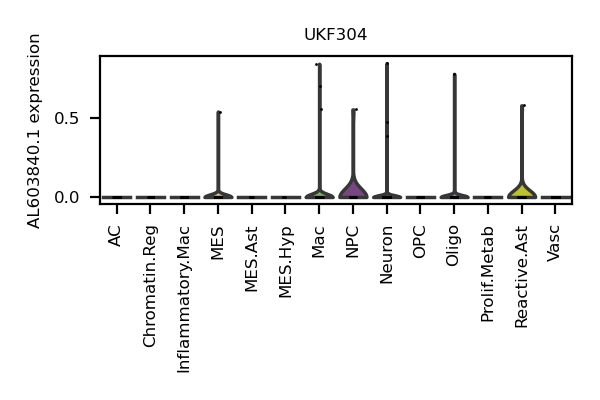 UKF304
AL603840.1 expression
0.5
0.0
AC
Chromatin.Reg
Inflammatory.Mac
MES
MES.Ast
MES.Hyp
Mac
NPC
Neuron
OPC
Oligo
Prolif.Metab
Reactive.Ast
Vasc